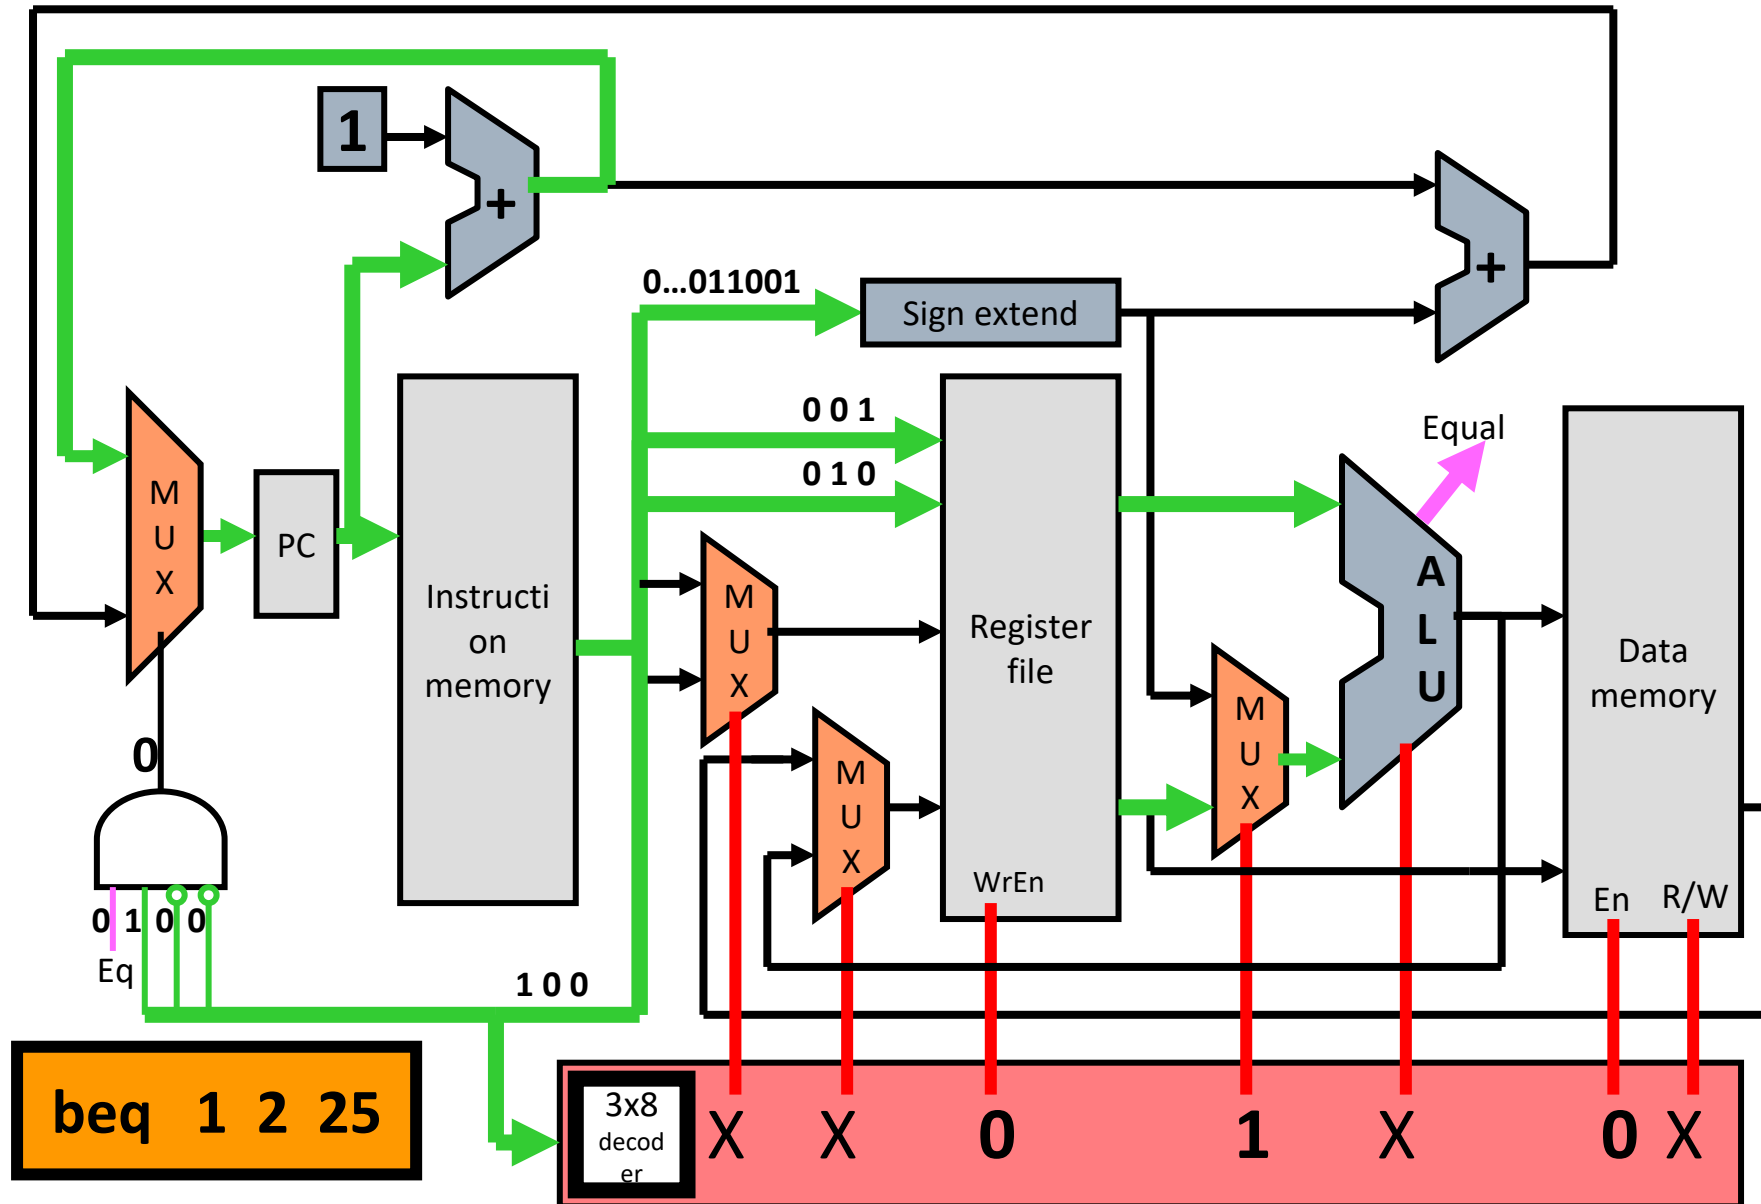 1
+
+
0...011001
Sign extend
0 0 1
0 1 0
Equal
M
U
X
PC
Instructi
on
memory
M
U
X
Register
file
WrEn
M
U
X
M
U
X
A
L
U
Data
memory
En R/W
0
0 1 0 0
Eq
1 0 0
beq 1 2 25
3x8
decod
er
X X 0 1 X 0 X